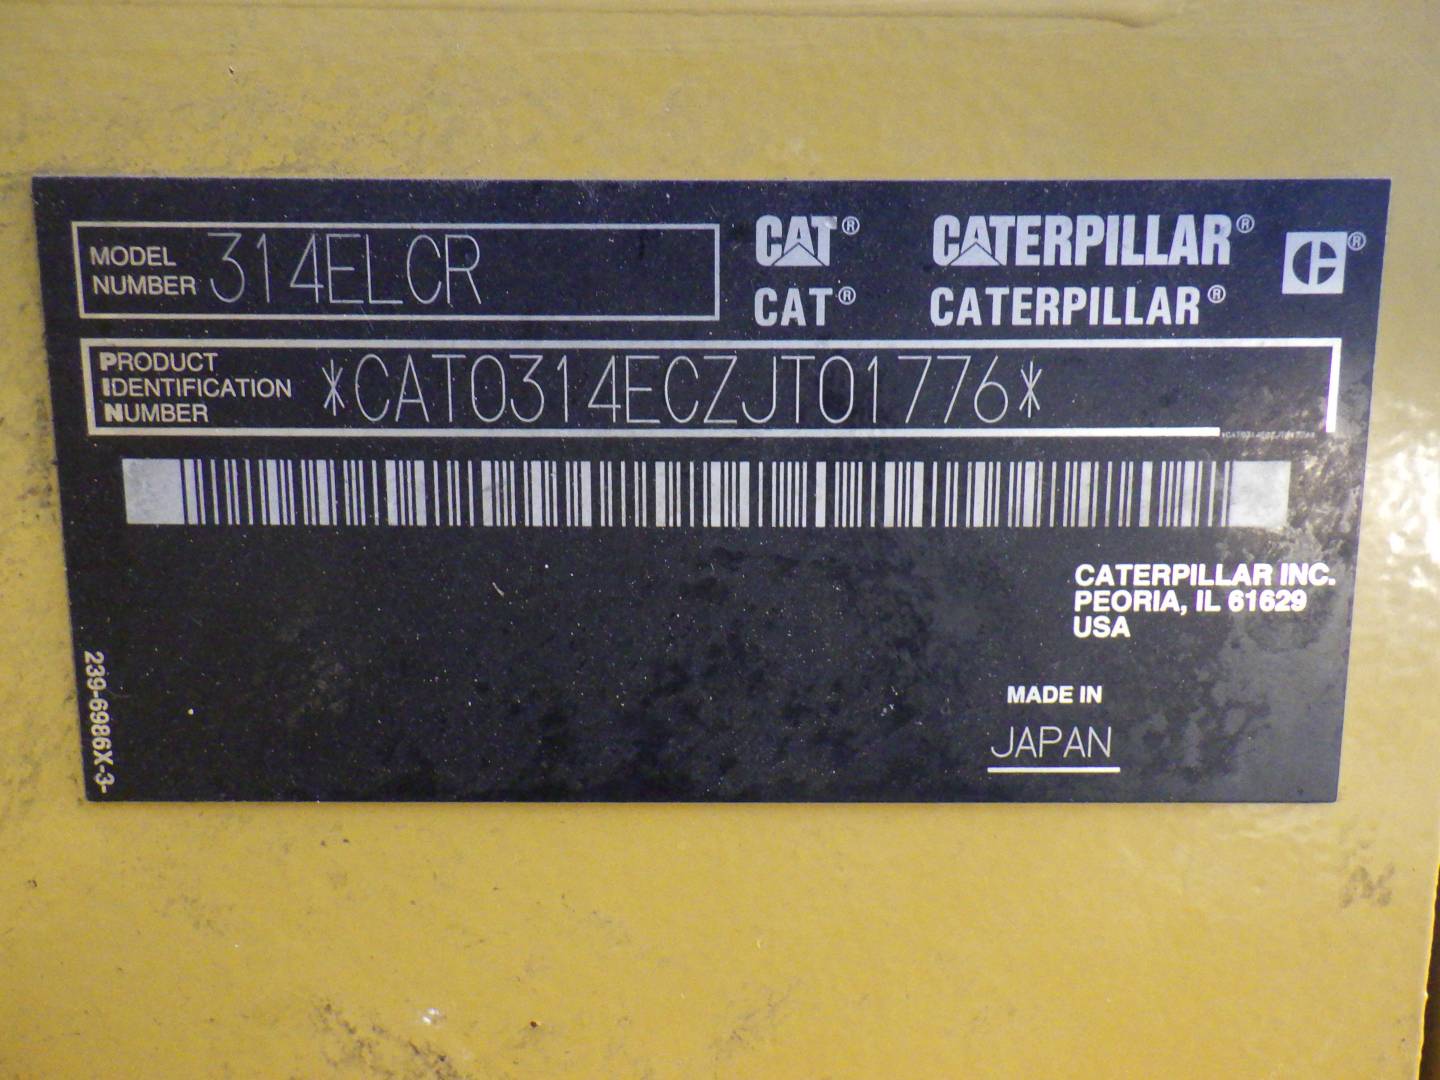 MODEL NUMBER 314ELCR
CAT® CATERPILLAR® ®
CAT® CATERPILLAR®
PRODUCT IDENTIFICATION NUMBER *CAT0314ECZJT01776*
CATERPILLAR INC.
PEORIA, IL 61629
USA
MADE IN
JAPAN
239-6986X-3-